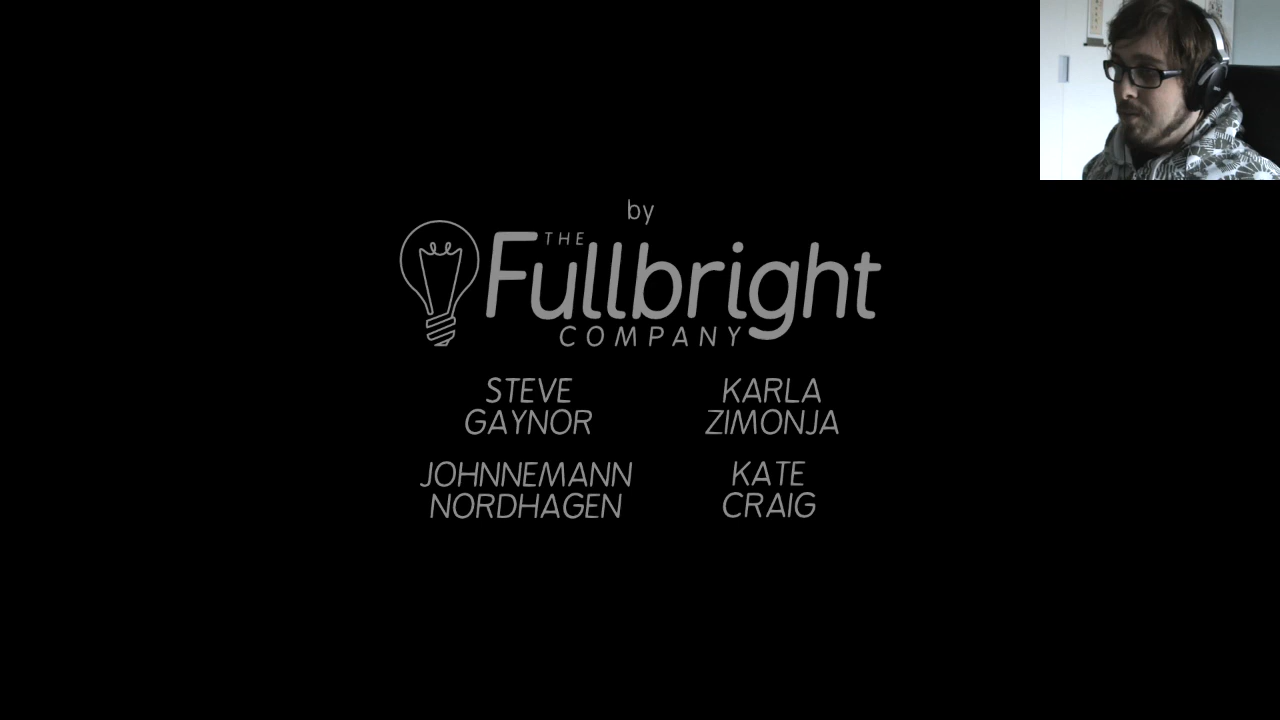 by
THE
Fullbright
COMPANY
STEVE
GAYNOR
KARLA
ZIMONJA
JOHNNEMANN
NORDHAGEN
KATE
CRAIG